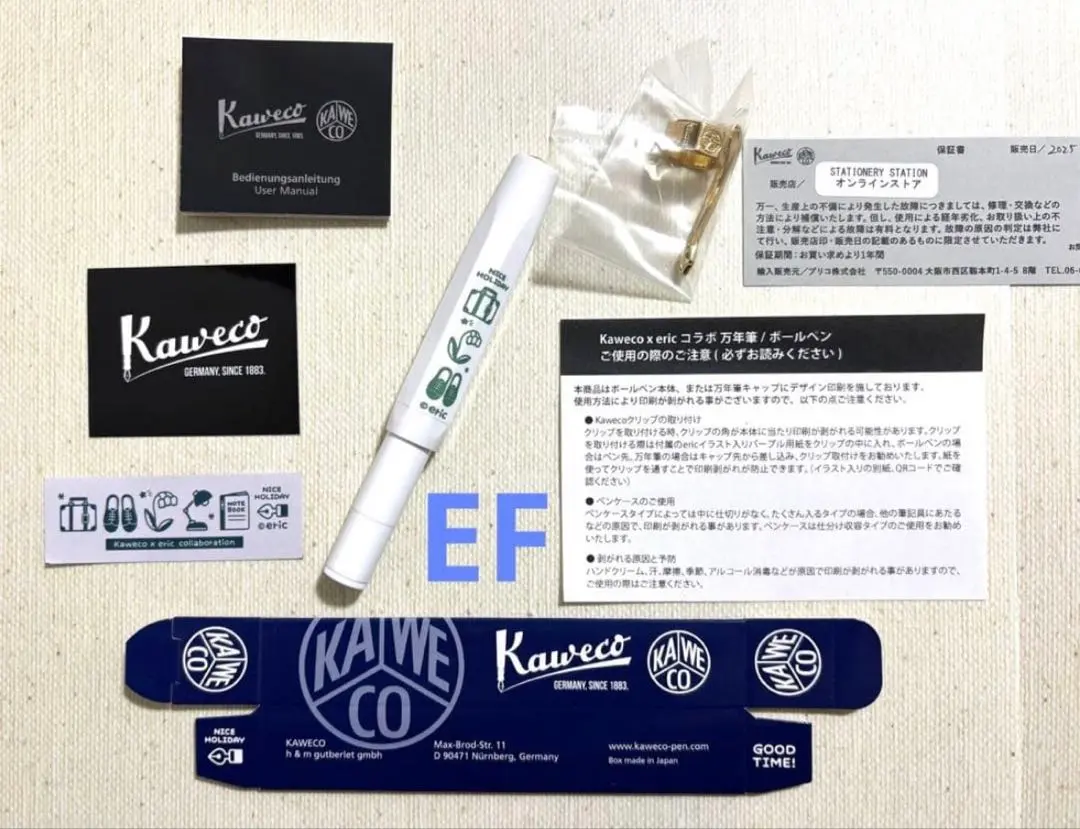 Kaweco
GERMANY, SINCE 1883.
KA WE CO
Bedienungsanleitung
User Manual
Kaweco
GERMANY, SINCE 1883.
NICE
HOLIDAY
©eric
Kaweco
保証書
販売日／2025
販売店／
STATIONERY STATION
オンラインストア
万一、生産上の不備により発生した故障につきましては、修理・交換などの
方法により補償いたします。但し、使用による経年劣化、お取り扱い上の不
注意・分解などによる故障は有料となります。故障の原因の判定は弊社に
て行い、販売店印・販売日の記載のあるものに限定させていただきます。
保証期間：お買い求めより1年間
輸入販売元／プリコ株式会社 〒550-0004 大阪市西区靱本町1-4-5 8階 TEL.06-
Kaweco x eric コラボ 万年筆 / ボールペン
ご使用の際のご注意 ( 必ずお読みください )
本商品はボールペン本体、または万年筆キャップにデザイン印刷を施しております。
使用方法により印刷が剥がれる事がございますので、以下の点ご注意ください。
●Kawecoクリップの取り付け
クリップを取り付ける時、クリップの角が本体に当たり印刷が剥がれる可能性があります。クリップ
を取り付ける際は付属のericイラスト入りパープル用紙をクリップの中に入れ、ボールペンの場
合はペン先、万年筆の場合はキャップ先から差し込み、クリップ取付けをお勧めいたします。紙を
使ってクリップを通すことで印刷剥がれが防止できます。(イラスト入りの別紙、QRコードでご確
認ください)
●ペンケースのご使用
ペンケースタイプによっては中に仕切りがなく、たくさん入るタイプの場合、他の筆記具にあたる
などの原因で、印刷が剥がれる事があります。ペンケースは仕分け収容タイプのご使用をお勧め
いたします。
●剥がれる原因と予防
ハンドクリーム、汗、摩擦、季節、アルコール消毒などが原因で印刷が剥がれる事がありますので、
ご使用の際はご注意ください。
NOTE
BOOK
NICE
HOLIDAY
©eric
Kaweco x eric collaboration
EF
KA WE CO
KA WE CO
Kaweco
GERMANY, SINCE 1883.
KA WE CO
KA WE CO
NICE
HOLIDAY
KAWECO
h & m gutberlet gmbh
Max-Brod-Str. 11
D 90471 Nürnberg, Germany
www.kaweco-pen.com
Box made in Japan
GOOD
TIME!